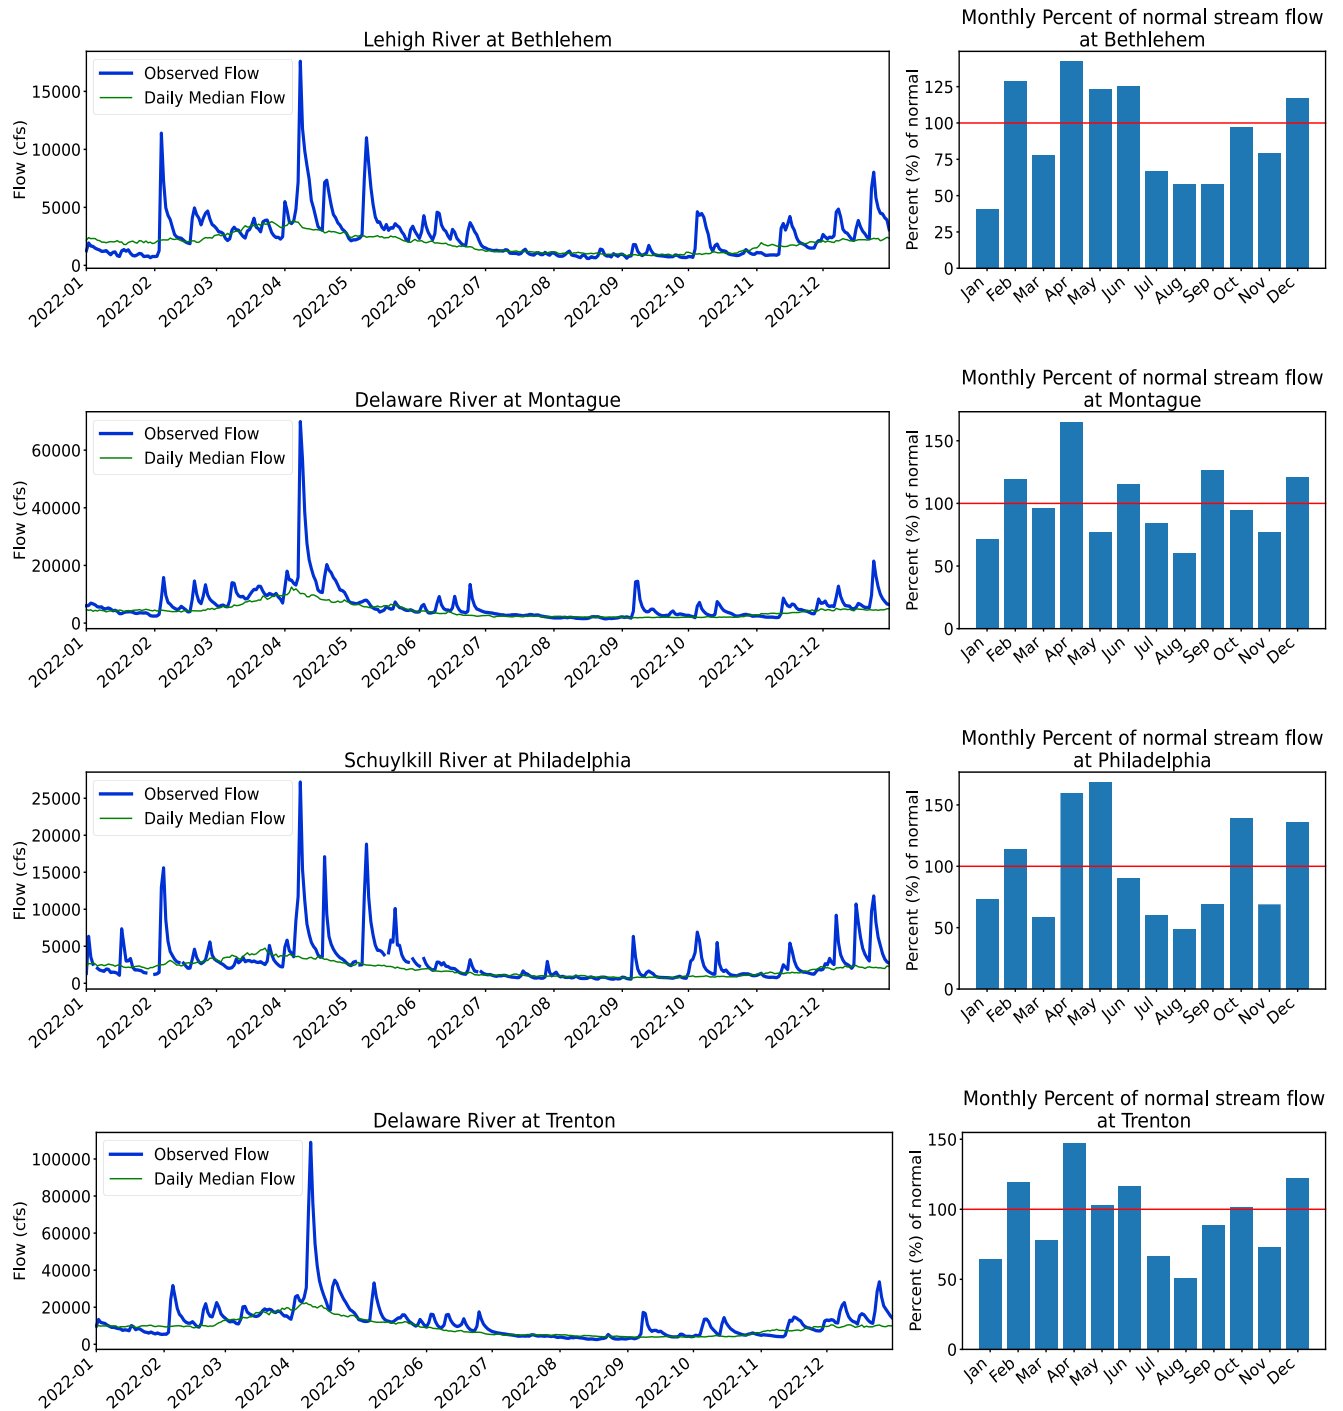 Lehigh River at Bethlehem
Flow (cfs)
15000
10000
5000
0
Observed Flow
Daily Median Flow
2022-01
2022-02
2022-03
2022-04
2022-05
2022-06
2022-07
2022-08
2022-09
2022-10
2022-11
2022-12
Monthly Percent of normal stream flow
at Bethlehem
Percent (%) of normal
125
100
75
50
25
0
Jan
Feb
Mar
Apr
May
Jun
Jul
Aug
Sep
Oct
Nov
Dec
Delaware River at Montague
Flow (cfs)
60000
40000
20000
0
Observed Flow
Daily Median Flow
2022-01
2022-02
2022-03
2022-04
2022-05
2022-06
2022-07
2022-08
2022-09
2022-10
2022-11
2022-12
Monthly Percent of normal stream flow
at Montague
Percent (%) of normal
150
100
50
0
Jan
Feb
Mar
Apr
May
Jun
Jul
Aug
Sep
Oct
Nov
Dec
Schuylkill River at Philadelphia
Flow (cfs)
25000
20000
15000
10000
5000
0
Observed Flow
Daily Median Flow
2022-01
2022-02
2022-03
2022-04
2022-05
2022-06
2022-07
2022-08
2022-09
2022-10
2022-11
2022-12
Monthly Percent of normal stream flow
at Philadelphia
Percent (%) of normal
150
100
50
0
Jan
Feb
Mar
Apr
May
Jun
Jul
Aug
Sep
Oct
Nov
Dec
Delaware River at Trenton
Flow (cfs)
100000
80000
60000
40000
20000
0
Observed Flow
Daily Median Flow
2022-01
2022-02
2022-03
2022-04
2022-05
2022-06
2022-07
2022-08
2022-09
2022-10
2022-11
2022-12
Monthly Percent of normal stream flow
at Trenton
Percent (%) of normal
150
100
50
0
Jan
Feb
Mar
Apr
May
Jun
Jul
Aug
Sep
Oct
Nov
Dec